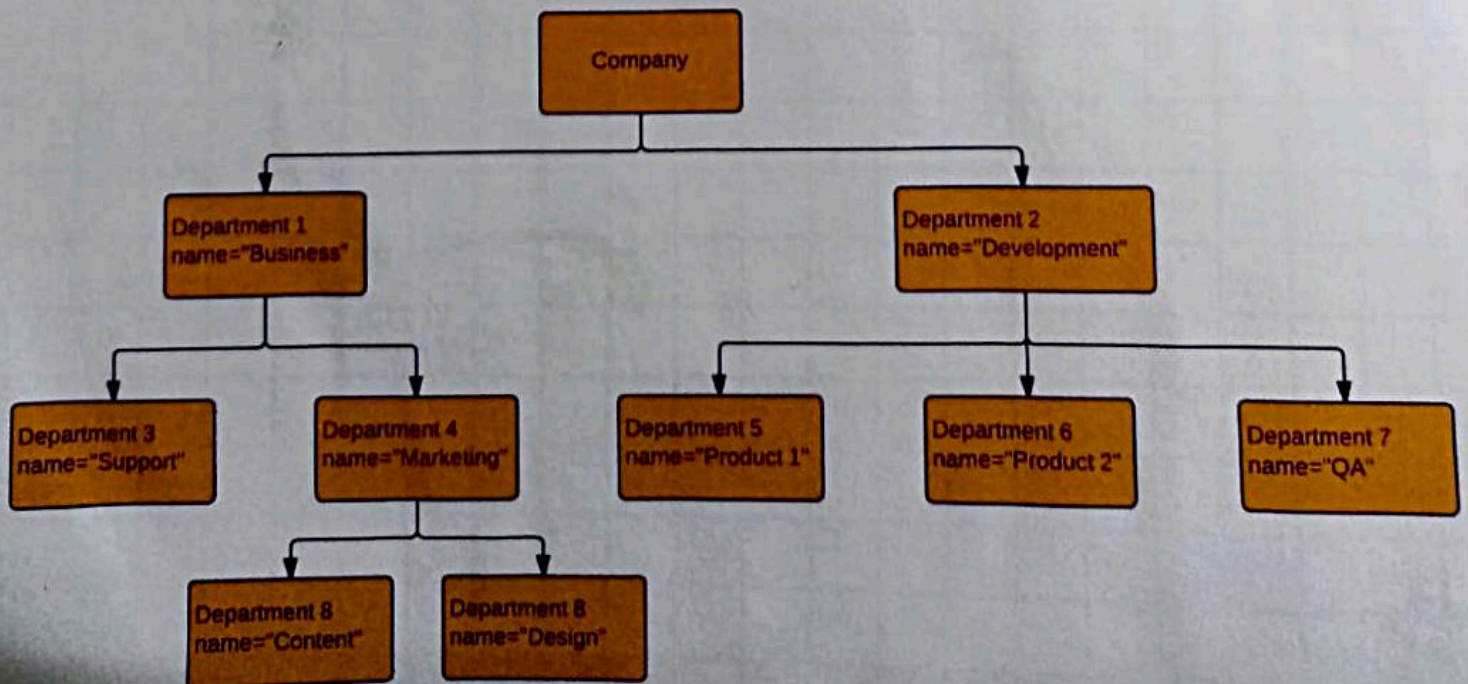 Company
Department 1
name="Business"
Department 2
name="Development"
Department 3
name="Support"
Department 4
name="Marketing"
Department 5
name="Product 1"
Department 6
name="Product 2"
Department 7
name="QA"
Department 8
name="Content"
Department 8
name="Design"